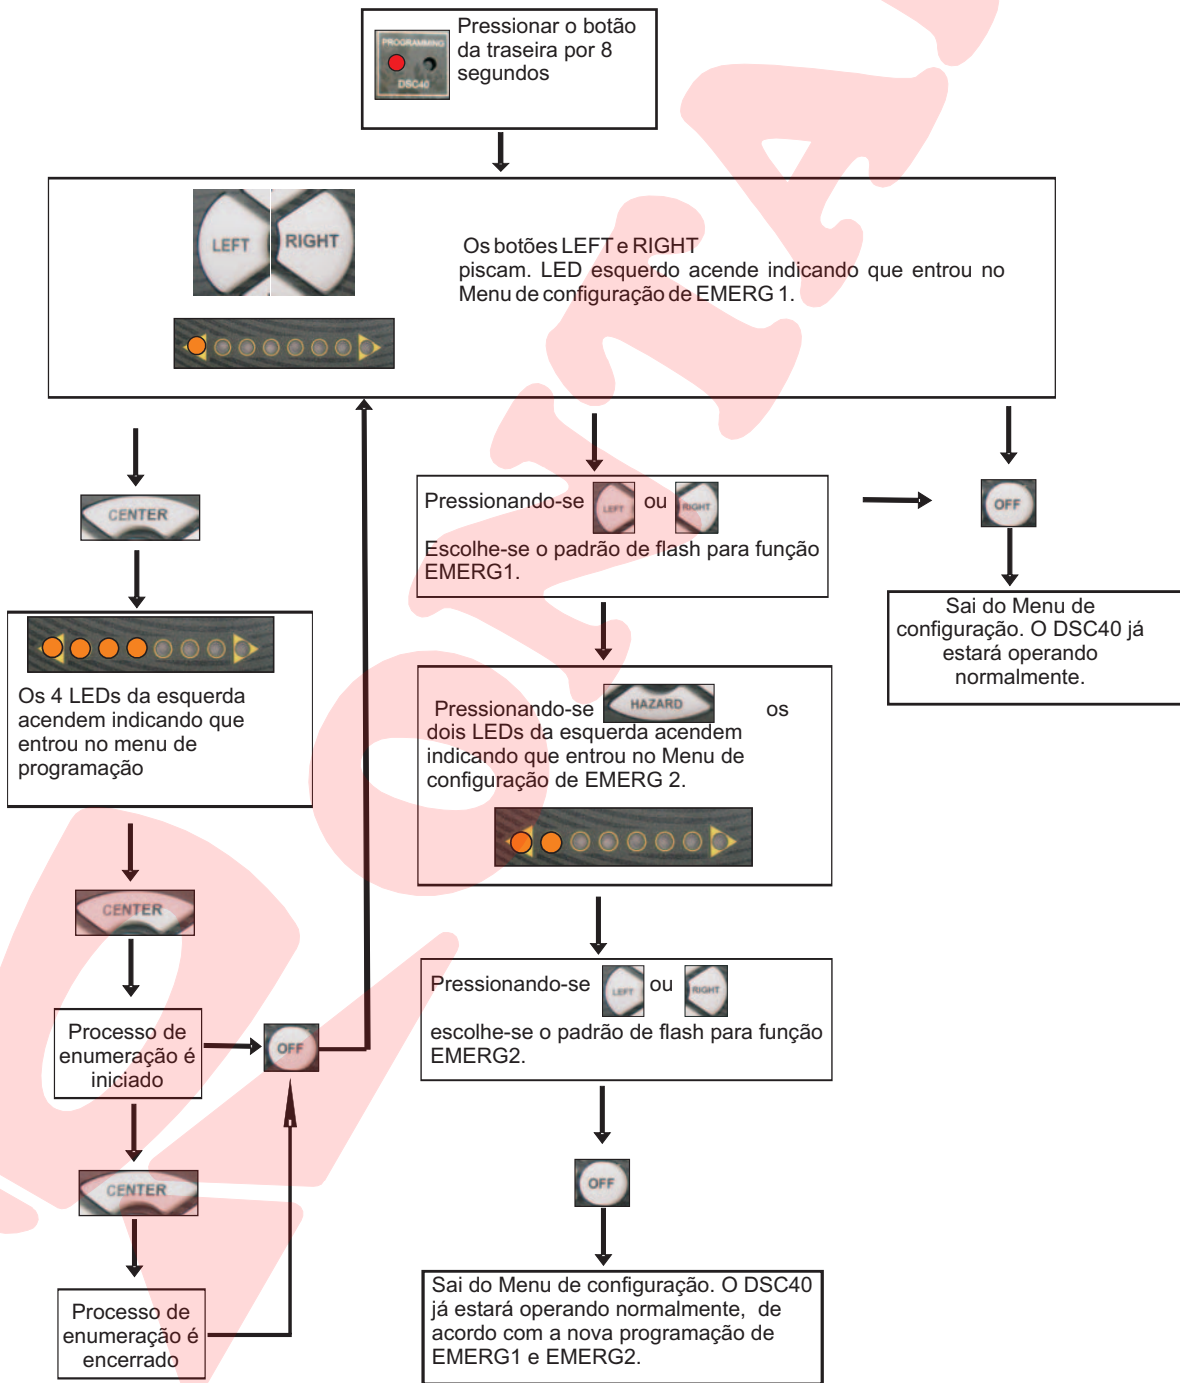 PROGRAMMING
DSC40
Pressionar o botão
da traseira por 8
segundos
LEFT
RIGHT
Os botões LEFT e RIGHT
piscam. LED esquerdo acende indicando que entrou no
Menu de configuração de EMERG 1.
CENTER
Os 4 LEDs da esquerda
acendem indicando que
entrou no menu de
programação
CENTER
Processo de
enumeração é
iniciado
OFF
CENTER
Processo de
enumeração é
encerrado
Pressionando-se LEFT ou RIGHT
Escolhe-se o padrão de flash para função
EMERG1.
Pressionando-se HAZARD os
dois LEDs da esquerda acendem
indicando que entrou no Menu de
configuração de EMERG 2.
Pressionando-se LEFT ou RIGHT
escolhe-se o padrão de flash para função
EMERG2.
OFF
Sai do Menu de configuração. O DSC40
já estará operando normalmente, de
acordo com a nova programação de
EMERG1 e EMERG2.
OFF
Sai do Menu de
configuração. O DSC40 já
estará operando
normalmente.